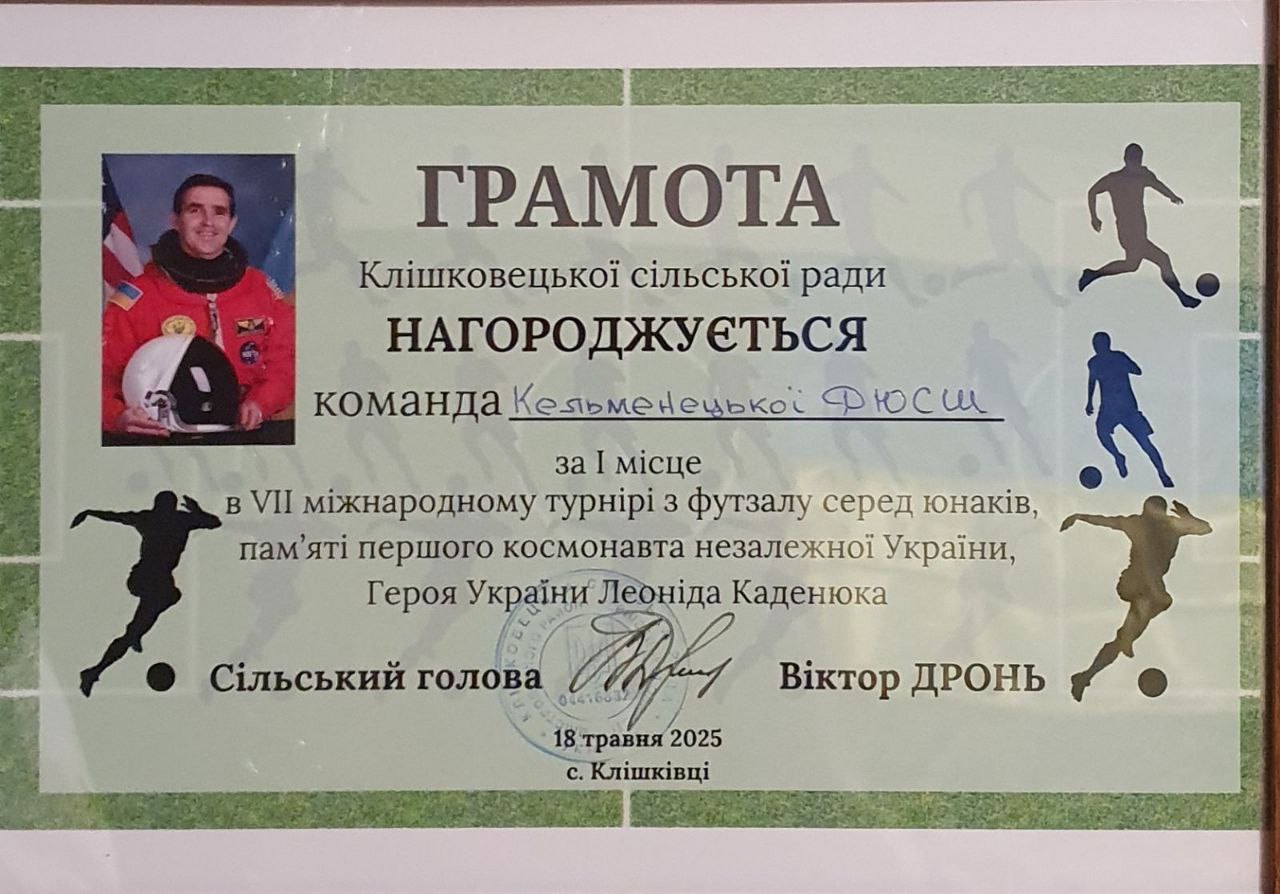 ГРАМОТА
Клішковецької сільської ради
НАГОРОДЖУЄТЬСЯ
команда Кельменецької ДЮСШ
за І місце
в VII міжнародному турнірі з футзалу серед юнаків,
пам’яті першого космонавта незалежної України,
Героя України Леоніда Каденюка
Сільський голова Віктор ДРОНЬ
18 травня 2025
с. Клішківці